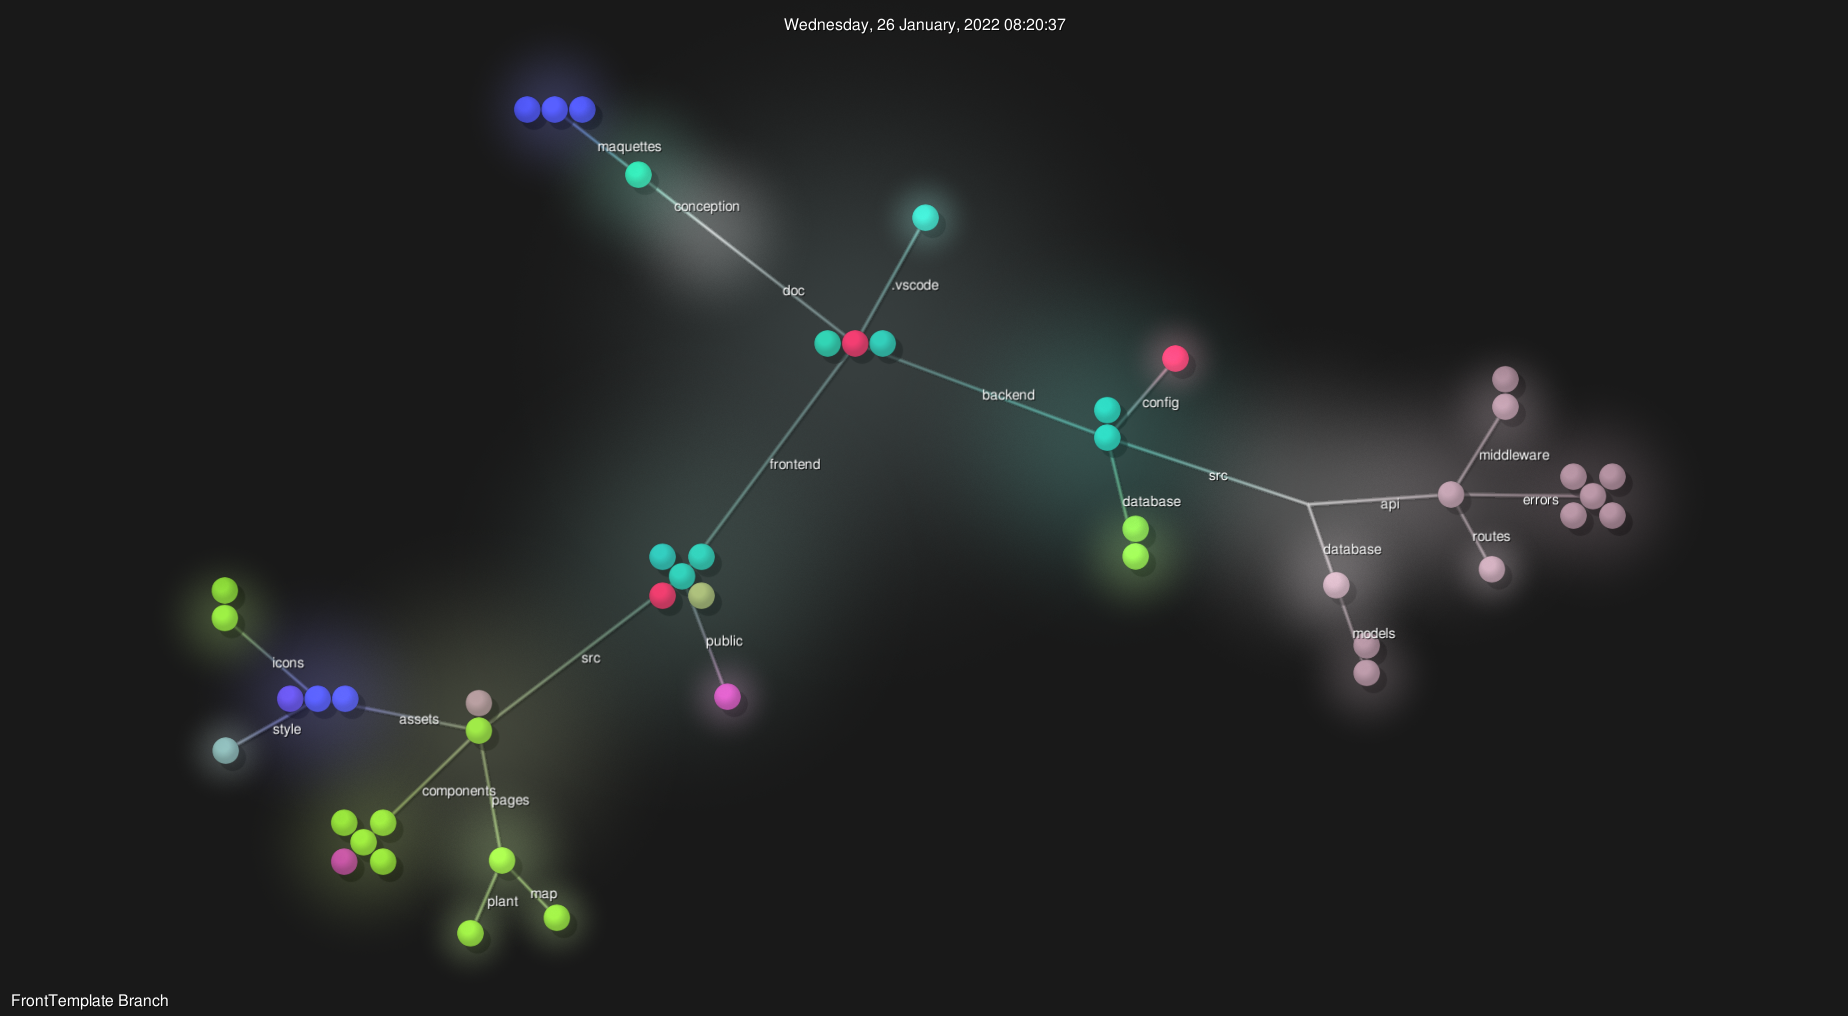 Wednesday, 26 January, 2022 08:20:37
maquettes
conception
doc
.vscode
backend
config
frontend
middleware
src
database
api
errors
routes
database
models
public
src
icons
assets
style
components
pages
plant
map
FrontTemplate Branch